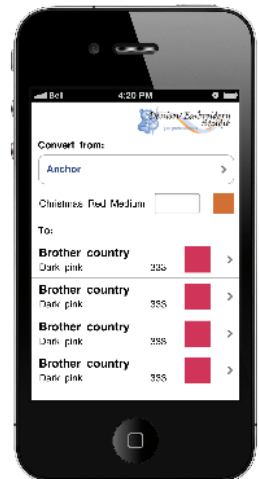 Bell 4:20 PM
Embroidery
Convert from:
Anchor
Christmas Red Medium
To:
Brother country
Dark pink 333
Brother country
Dark pink 333
Brother country
Dark pink 333
Brother country
Dark pink 333